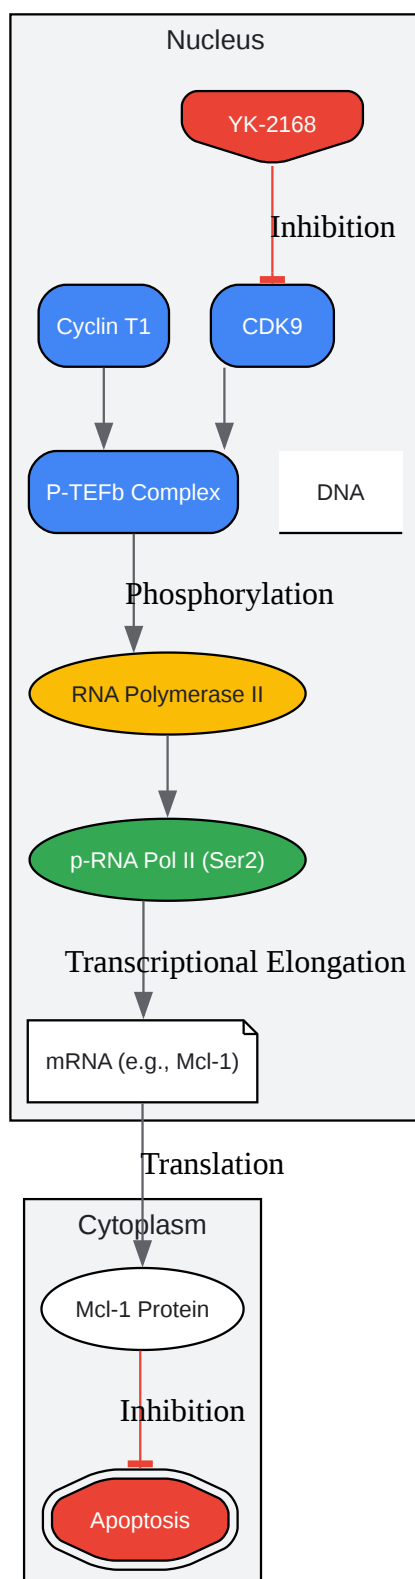 Nucleus
YK-2168
Inhibition
Cyclin T1
CDK9
P-TEFb Complex
DNA
Phosphorylation
RNA Polymerase II
p-RNA Pol II (Ser2)
Transcriptional Elongation
mRNA (e.g., Mcl-1)
Translation
Cytoplasm
Mcl-1 Protein
Inhibition
Apoptosis